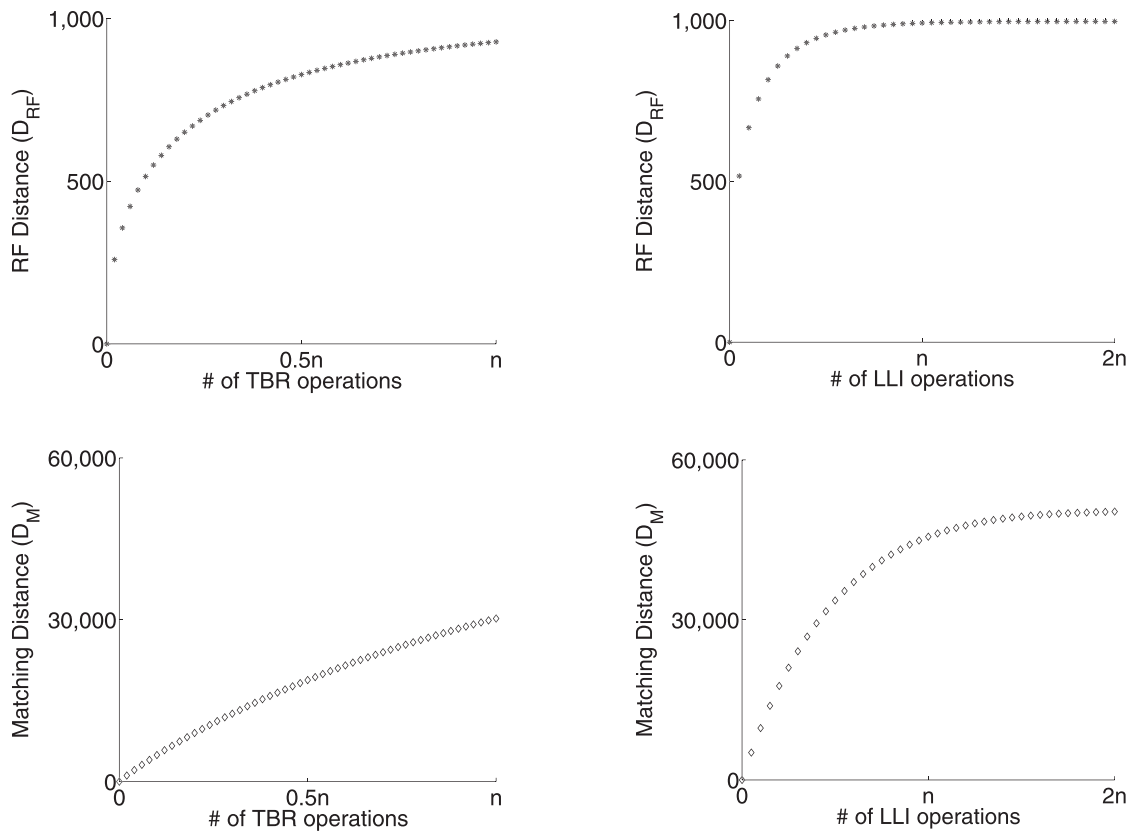 1,000
500
0
RF Distance (D_RF)
0 0.5n n
# of TBR operations
1,000
500
0
RF Distance (D_RF)
0 n 2n
# of LLI operations
60,000
30,000
0
Matching Distance (D_M)
0 0.5n n
# of TBR operations
60,000
30,000
0
Matching Distance (D_M)
0 n 2n
# of LLI operations